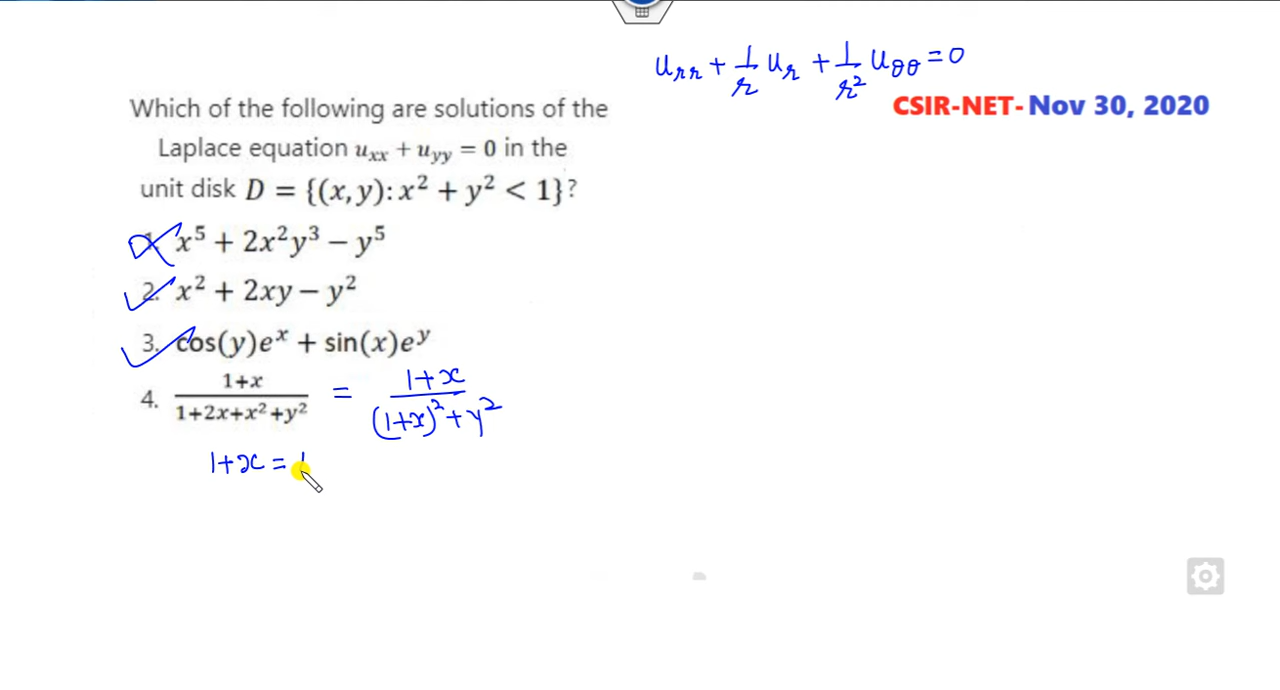 u_rr + 1/r u_r + 1/r² u_θθ = 0
CSIR-NET- Nov 30, 2020
Which of the following are solutions of the
Laplace equation u_xx + u_yy = 0 in the
unit disk D = {(x, y): x² + y² < 1}?
x⁵ + 2x²y³ − y⁵
2. x² + 2xy − y²
3. cos(y)eˣ + sin(x)eʸ
4. (1+x)/(1+2x+x²+y²) = (1+x)/((1+x)²+y²)
1+x =